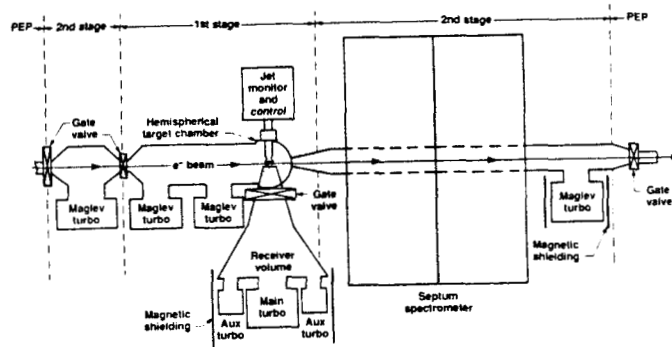 PEP
2nd stage
1st stage
2nd stage
PEP
Jet
monitor
and
control
Gate
valve
Hemispherical
target chamber
e⁻ beam
Maglev
turbo
Maglev
turbo
Maglev
turbo
Gate
valve
Maglev
turbo
Gate
valve
Magnetic
shielding
Receiver
volume
Magnetic
shielding
Main
turbo
Aux
turbo
Aux
turbo
Septum
spectrometer